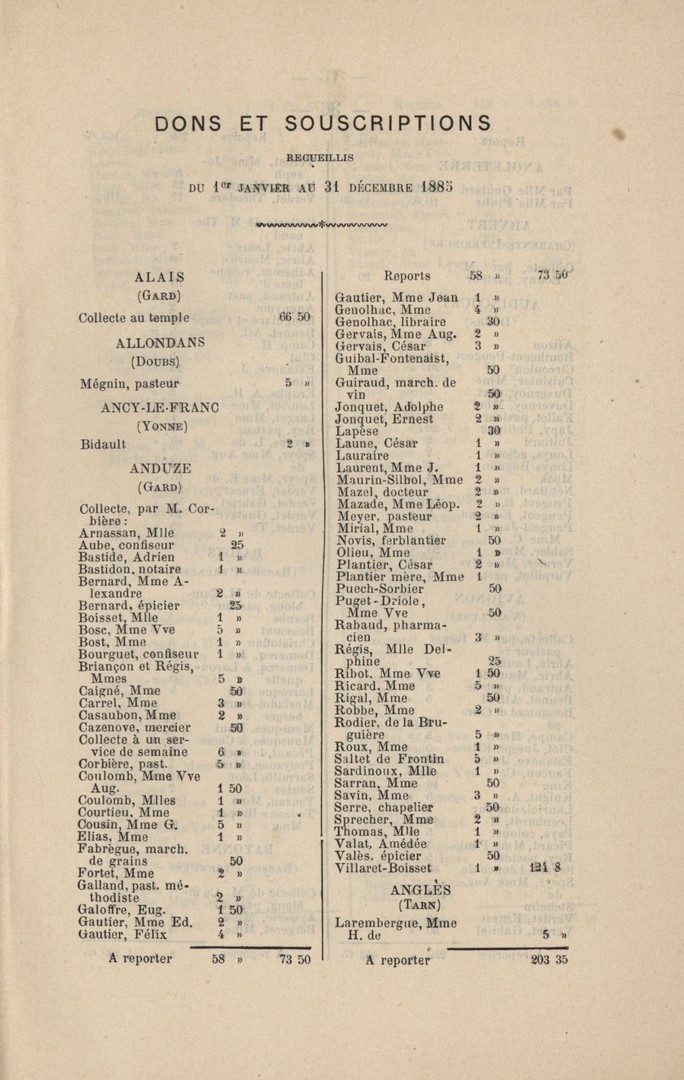 DONS ET SOUSCRIPTIONS
RECUEILLIS
DU 1er JANVIER AU 31 DÉCEMBRE 1885
ALAIS
(GARD)
Collecte au temple 66 50
ALLONDANS
(DOUBS)
Mégnin, pasteur 5 »
ANCY-LE-FRANC
(YONNE)
Bidault 2 »
ANDUZE
(GARD)
Collecte, par M. Cor-
bière :
Arnassan, Mlle 2 »
Aube, confiseur 25
Bastide, Adrien 1 »
Bastidon, notaire 1 »
Bernard, Mme A-
lexandre 2 »
Bernard, épicier 25
Boisset, Mlle 1 »
Bosc, Mme Vve 5 »
Bost, Mme 1 »
Bourguet, confiseur 1 »
Briançon et Régis,
Mmes 5 »
Caigné, Mme 50
Carrel, Mme 3 »
Casaubon, Mme 2 »
Cazenove, mercier 50
Collecte à un ser-
vice de semaine 6 »
Corbière, past. 5 »
Coulomb, Mme Vve
Aug. 1 50
Coulomb, Mlles 1 »
Courtieu, Mme 1 »
Cousin, Mme G. 5 »
Elias, Mme 1 »
Fabrègue, march.
de grains 50
Fortet, Mme 2 »
Galland, past. mé-
thodiste 2 »
Galoffre, Eug. 1 50
Gautier, Mme Ed. 2 »
Gautier, Félix 4 »
A reporter 58 » 73 50
Reports 58 » 73 50
Gautier, Mme Jean 1 »
Genolhac, Mme 4 »
Genolhac, libraire 30
Gervais, Mme Aug. 2 »
Gervais, César 3 »
Guibal-Fontenaist,
Mme 50
Guiraud, march. de
vin 50
Jonquet, Adolphe 2 »
Jonquet, Ernest 2 »
Lapèse 30
Laune, César 1 »
Lauraire 1 »
Laurent, Mme J. 1 »
Maurin-Silhol, Mme 2 »
Mazel, docteur 2 »
Mazade, Mme Léop. 2 »
Meyer, pasteur 2 »
Mirial, Mme 1 »
Novis, ferblantier 50
Olieu, Mme 1 »
Plantier, César 2 »
Plantier mère, Mme 1
Puech-Sorbier 50
Puget-Driole,
Mme Vve 50
Rabaud, pharma-
cien 3 »
Régis, Mlle Del-
phine 25
Ribot, Mme Vve 1 50
Ricard, Mme 5 »
Rigal, Mme 50
Robbe, Mme 2 »
Rodier, de la Bru-
guière 5 »
Roux, Mme 1 »
Saltet de Frontin 5 »
Sardinoux, Mlle 1 »
Sarran, Mme 50
Savin, Mme 3 »
Serre, chapelier 50
Sprecher, Mme 2 »
Thomas, Mlle 1 »
Valat, Amédée 1 »
Valès, épicier 50
Villaret-Boisset 1 » 124 8
ANGLÈS
(TARN)
Larembergue, Mme
H. de 5 »
A reporter 203 35